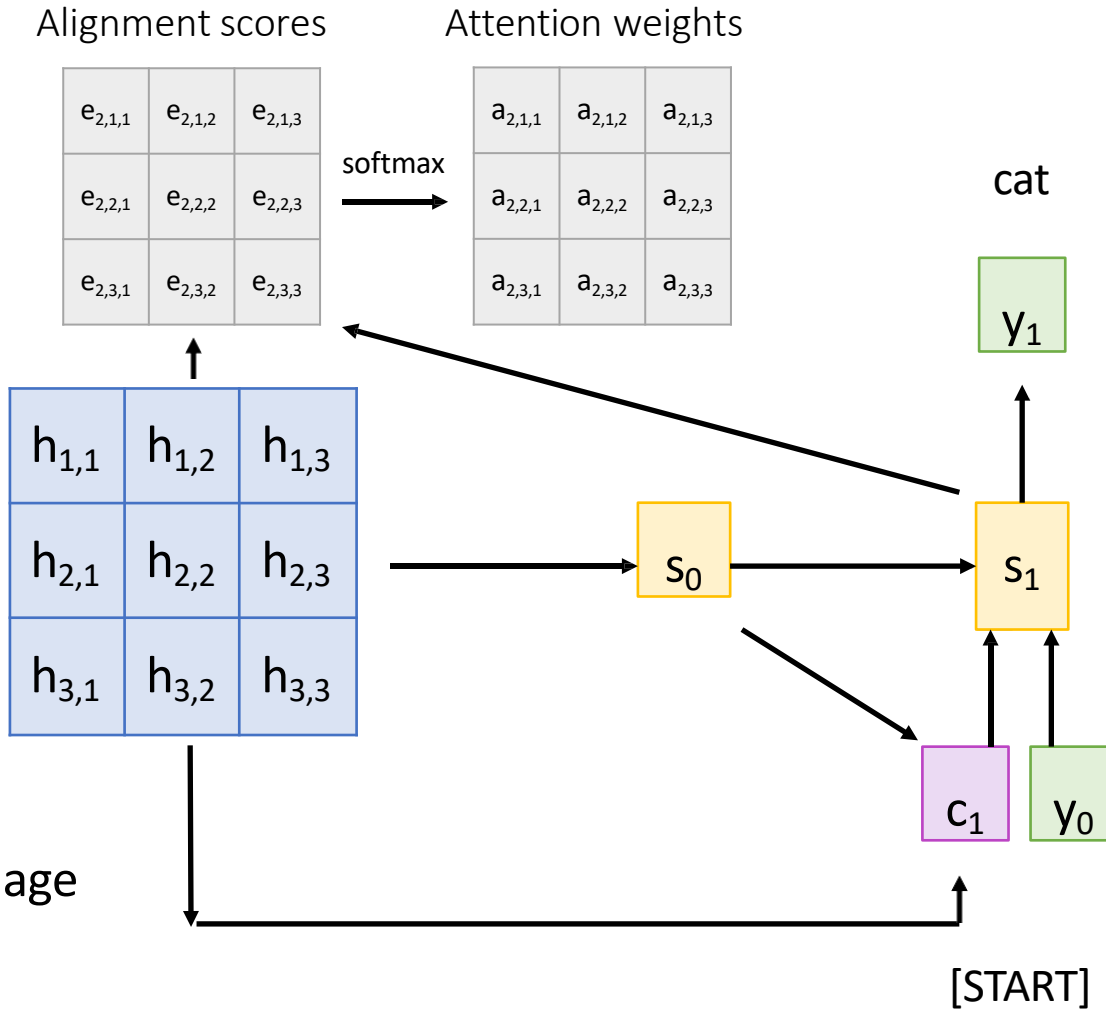 Alignment scores
Attention weights
e2,1,1 e2,1,2 e2,1,3
e2,2,1 e2,2,2 e2,2,3
e2,3,1 e2,3,2 e2,3,3
softmax
a2,1,1 a2,1,2 a2,1,3
a2,2,1 a2,2,2 a2,2,3
a2,3,1 a2,3,2 a2,3,3
cat
y1
h1,1 h1,2 h1,3
h2,1 h2,2 h2,3
h3,1 h3,2 h3,3
s0
s1
c1
y0
age
[START]